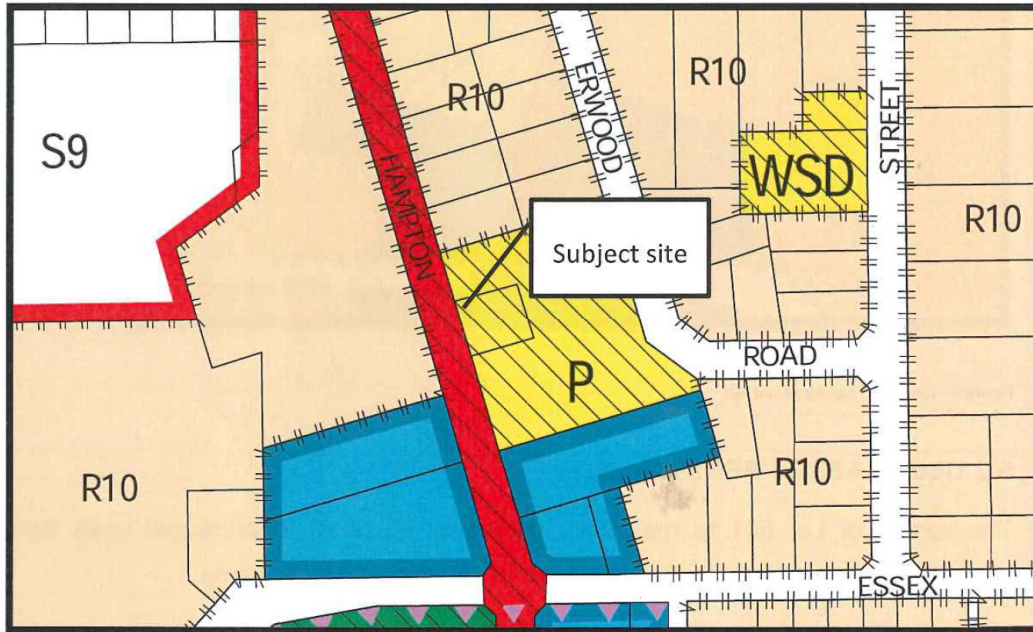 R10
ERWOOD
R10
STREET
S9
HAMPTON
WSD
R10
Subject site
ROAD
P
R10
R10
ESSEX